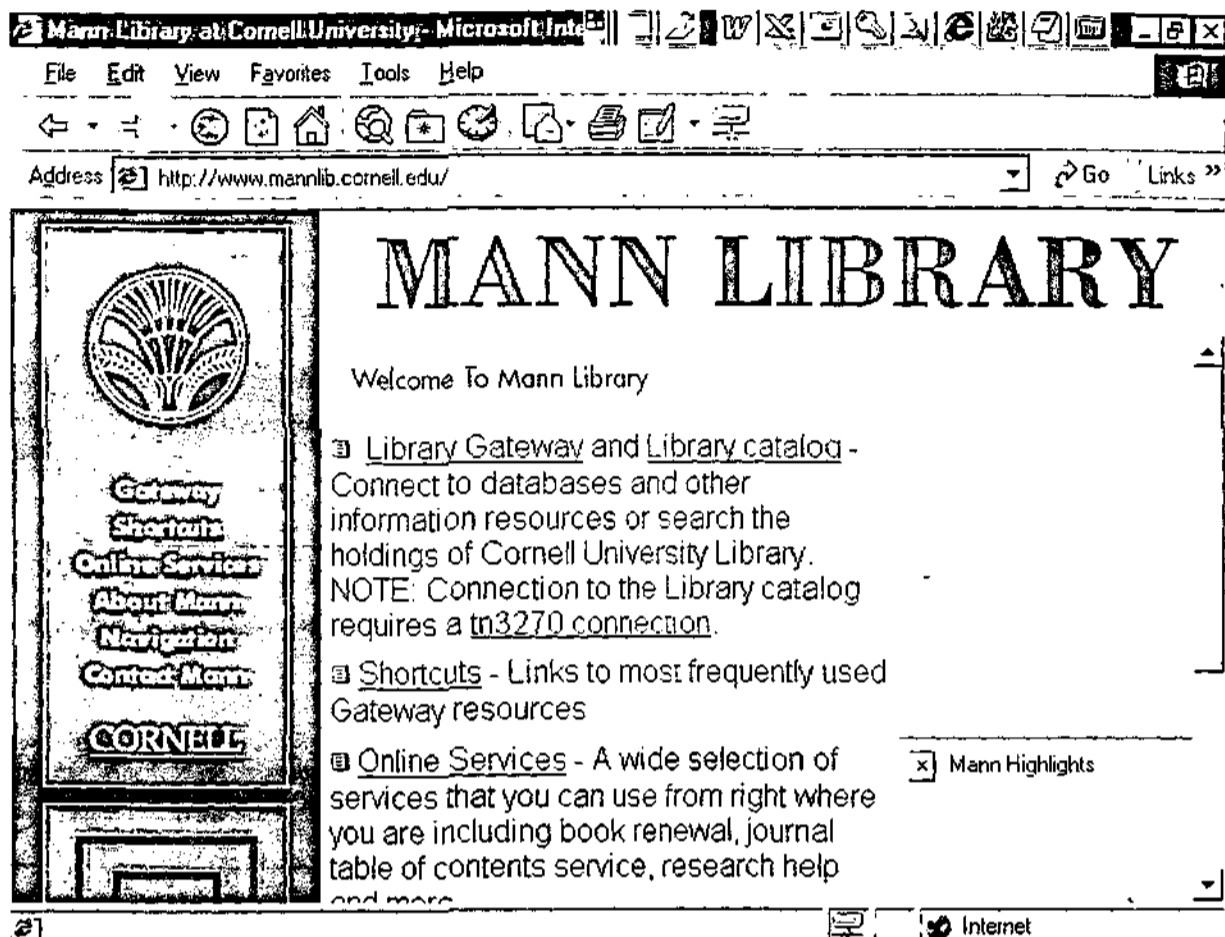 Mann Library at Cornell University - Microsoft Inte
File Edit View Favorites Tools Help
Address http://www.mannlib.cornell.edu/ Go Links »
MANN LIBRARY
Welcome To Mann Library
Library Gateway and Library catalog -
Connect to databases and other
information resources or search the
holdings of Cornell University Library.
NOTE: Connection to the Library catalog
requires a tn3270 connection.
Shortcuts - Links to most frequently used
Gateway resources
Online Services - A wide selection of
services that you can use from right where
you are including book renewal, journal
table of contents service, research help
and more
Gateway
Shortcuts
Online Services
About Mann
Navigation
Contact Mann
CORNELL
Mann Highlights
Internet